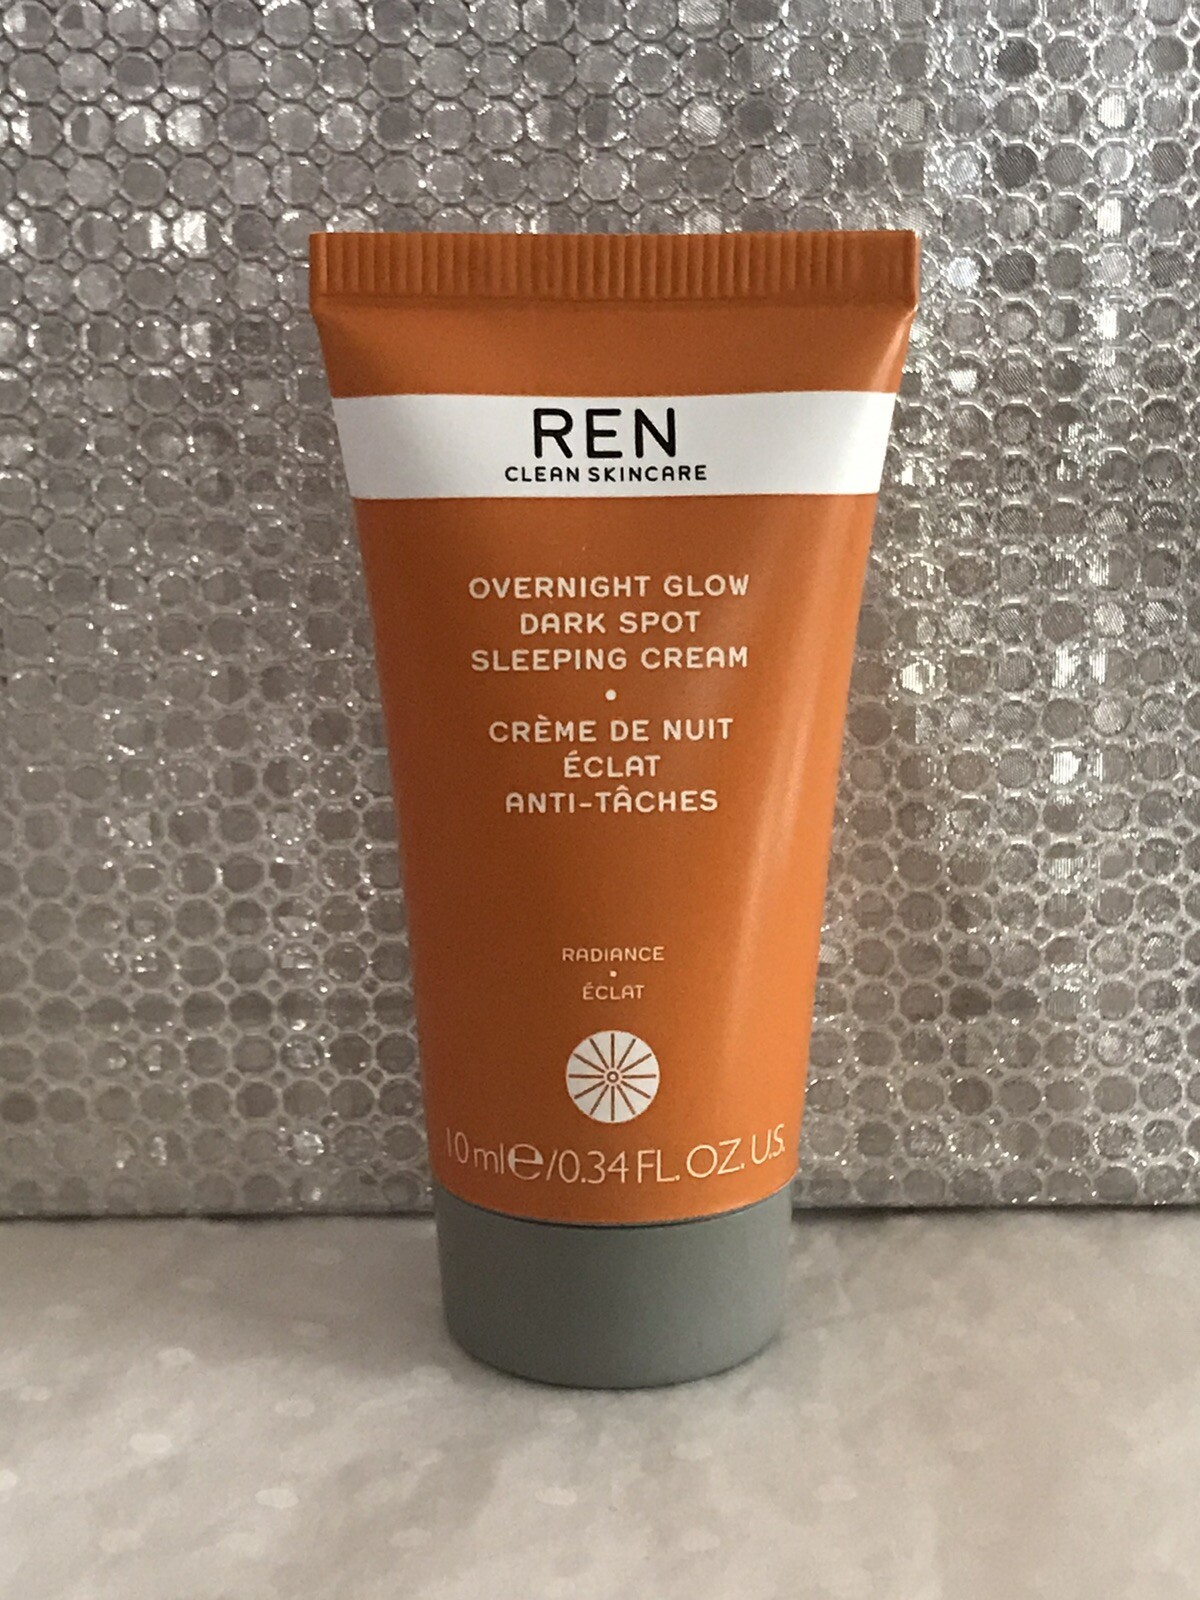 REN
CLEAN SKINCARE
OVERNIGHT GLOW
DARK SPOT
SLEEPING CREAM
•
CRÈME DE NUIT
ÉCLAT
ANTI-TÂCHES
RADIANCE
•
ÉCLAT
10 ml℮/0.34 FL. OZ. U.S.